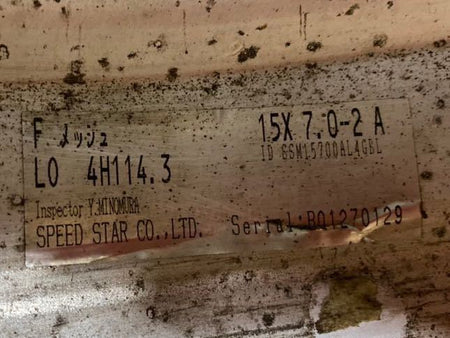 F.メッシュ 15X 7.0-2 A
LO 4H114.3 ID SSM15700AL4GBL
Inspector Y.MINOMURA
SPEED STAR CO.,LTD. Serial:B01270129